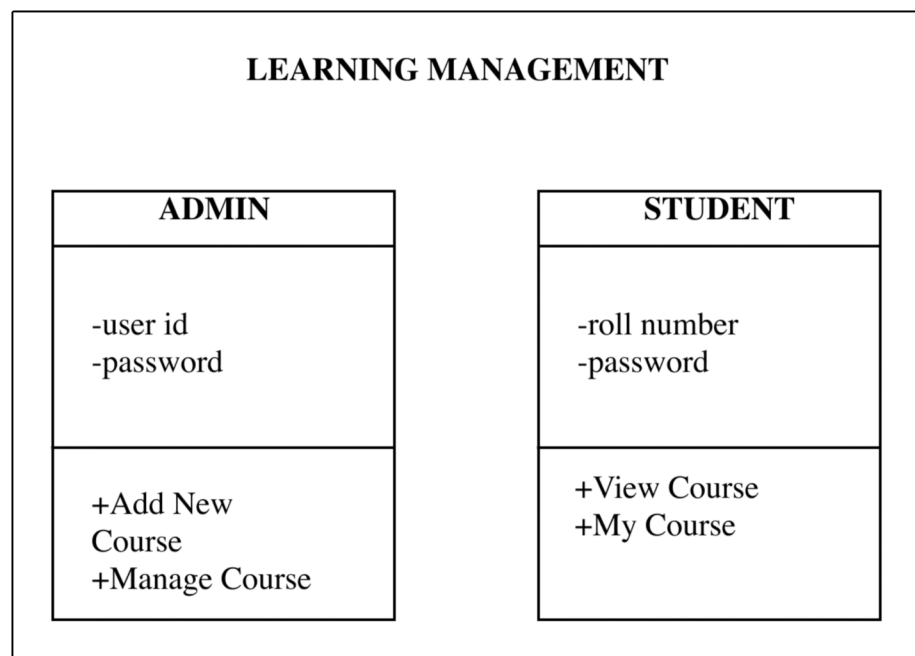 LEARNING MANAGEMENT
ADMIN
-user id
-password
+Add New
Course
+Manage Course
STUDENT
-roll number
-password
+View Course
+My Course